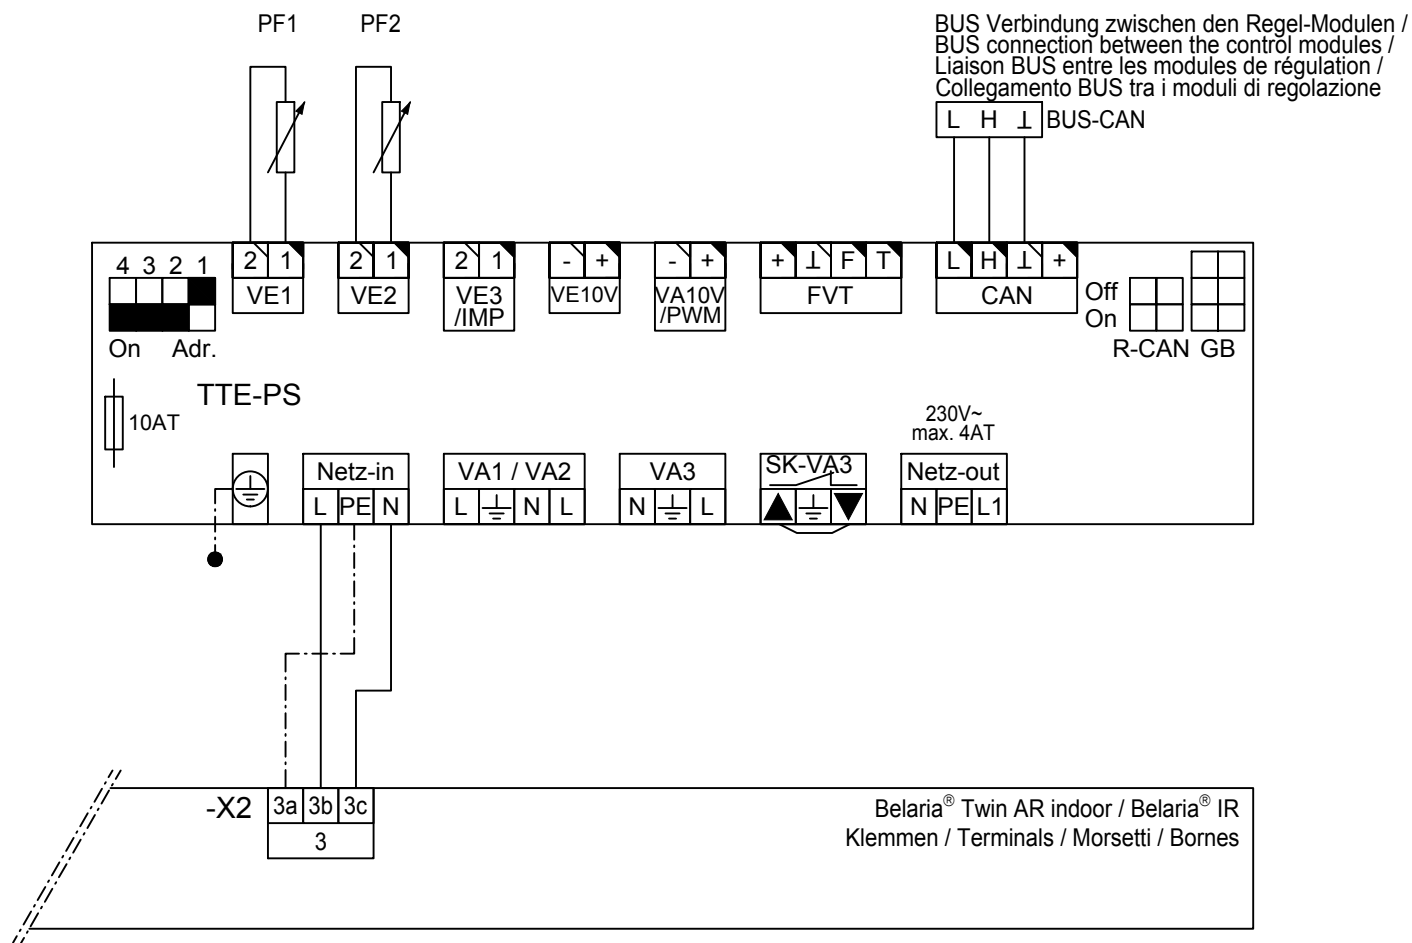 PF1 PF2
BUS Verbindung zwischen den Regel-Modulen /
BUS connection between the control modules /
Liaison BUS entre les modules de régulation /
Collegamento BUS tra i moduli di regolazione
L H ⊥ BUS-CAN
4 3 2 1
On Adr.
2 1
VE1
2 1
VE2
2 1
VE3
/IMP
- +
VE10V
- +
VA10V
/PWM
+ ⊥ F T
FVT
L H ⊥ +
CAN
Off
On
R-CAN GB
TTE-PS
10AT
230V~
max. 4AT
Netz-in
L PE N
VA1 / VA2
L ⏚ N L
VA3
N ⏚ L
SK-VA3
Netz-out
N PE L1
-X2 3a 3b 3c
3
Belaria® Twin AR indoor / Belaria® IR
Klemmen / Terminals / Morsetti / Bornes